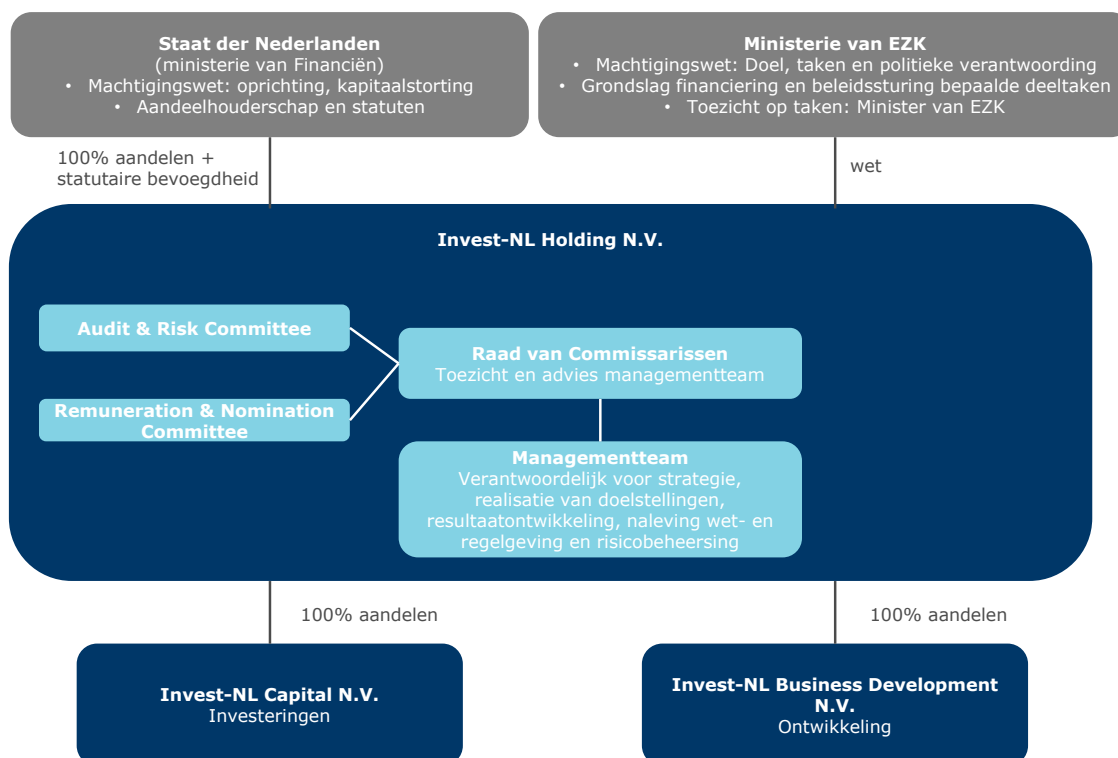 Staat der Nederlanden
(ministerie van Financiën)
• Machtigingswet: oprichting, kapitaalstorting
• Aandeelhouderschap en statuten
Ministerie van EZK
• Machtigingswet: Doel, taken en politieke verantwoording
• Grondslag financiering en beleidssturing bepaalde deeltaken
• Toezicht op taken: Minister van EZK
100% aandelen +
statutaire bevoegdheid
wet
Invest-NL Holding N.V.
Audit & Risk Committee
Remuneration & Nomination
Committee
Raad van Commissarissen
Toezicht en advies managementteam
Managementteam
Verantwoordelijk voor strategie,
realisatie van doelstellingen,
resultaatontwikkeling, naleving wet- en
regelgeving en risicobeheersing
100% aandelen
100% aandelen
Invest-NL Capital N.V.
Investeringen
Invest-NL Business Development
N.V.
Ontwikkeling